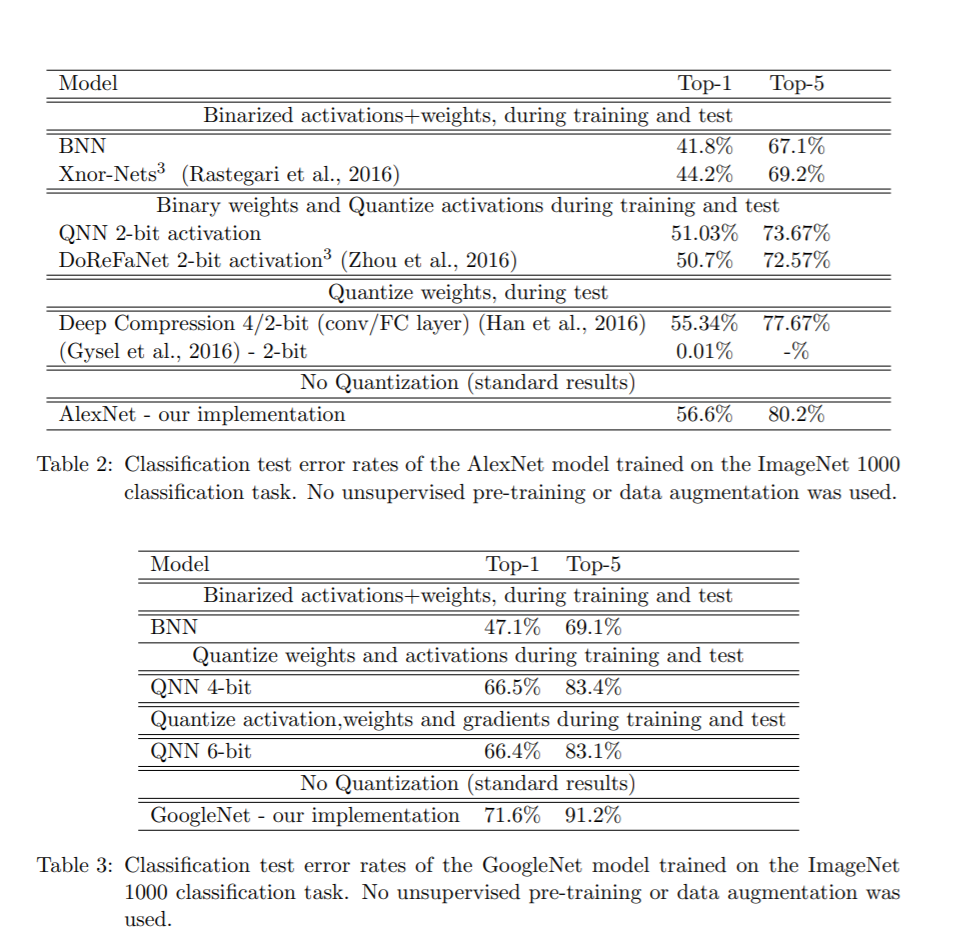 Model Top-1 Top-5
Binarized activations+weights, during training and test
BNN 41.8% 67.1%
Xnor-Nets³ (Rastegari et al., 2016) 44.2% 69.2%
Binary weights and Quantize activations during training and test
QNN 2-bit activation 51.03% 73.67%
DoReFaNet 2-bit activation³ (Zhou et al., 2016) 50.7% 72.57%
Quantize weights, during test
Deep Compression 4/2-bit (conv/FC layer) (Han et al., 2016) 55.34% 77.67%
(Gysel et al., 2016) - 2-bit 0.01% -%
No Quantization (standard results)
AlexNet - our implementation 56.6% 80.2%
Table 2: Classification test error rates of the AlexNet model trained on the ImageNet 1000
classification task. No unsupervised pre-training or data augmentation was used.
Model Top-1 Top-5
Binarized activations+weights, during training and test
BNN 47.1% 69.1%
Quantize weights and activations during training and test
QNN 4-bit 66.5% 83.4%
Quantize activation,weights and gradients during training and test
QNN 6-bit 66.4% 83.1%
No Quantization (standard results)
GoogleNet - our implementation 71.6% 91.2%
Table 3: Classification test error rates of the GoogleNet model trained on the ImageNet
1000 classification task. No unsupervised pre-training or data augmentation was
used.